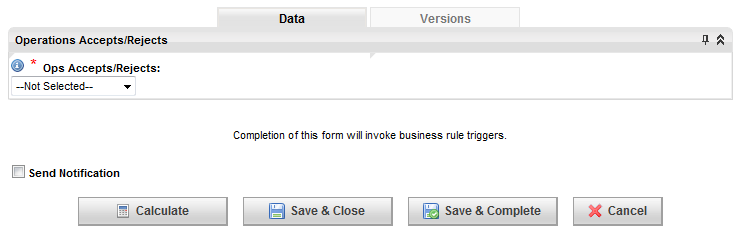 Data Versions
Operations Accepts/Rejects
* Ops Accepts/Rejects:
--Not Selected--
Completion of this form will invoke business rule triggers.
Send Notification
Calculate Save & Close Save & Complete Cancel